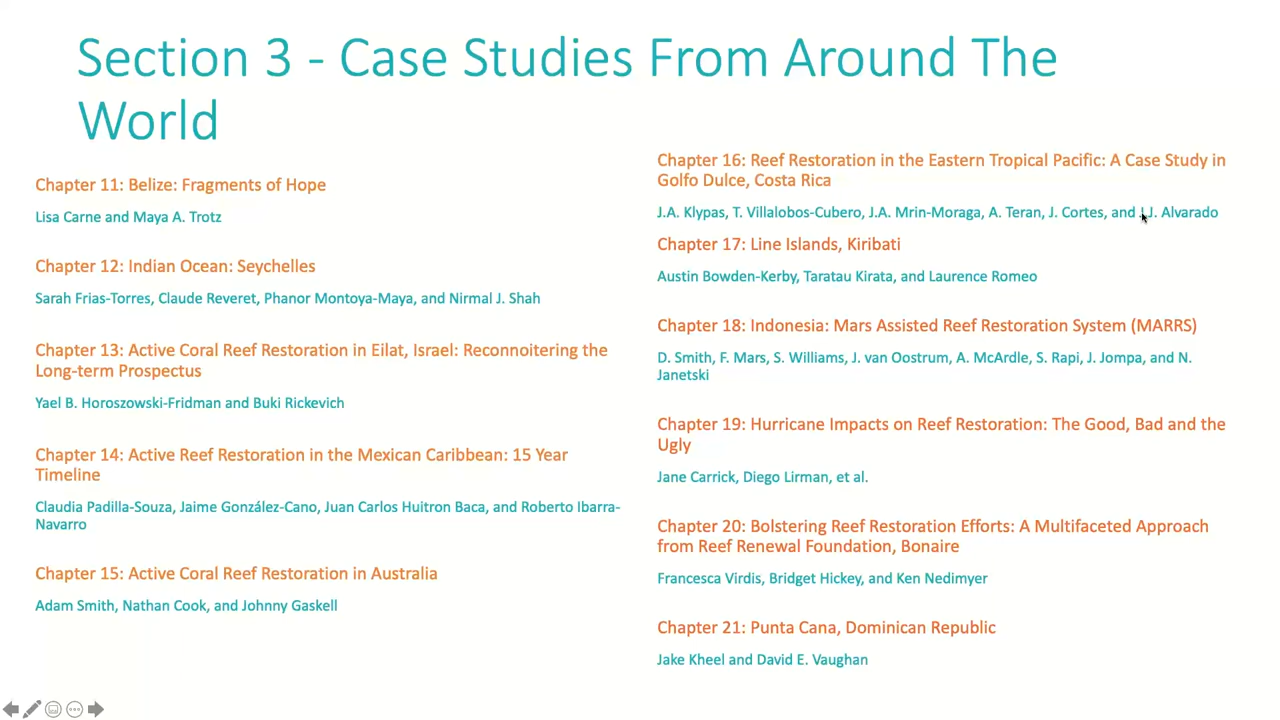 Section 3 - Case Studies From Around The
World
Chapter 11: Belize: Fragments of Hope
Lisa Carne and Maya A. Trotz
Chapter 12: Indian Ocean: Seychelles
Sarah Frias-Torres, Claude Reveret, Phanor Montoya-Maya, and Nirmal J. Shah
Chapter 13: Active Coral Reef Restoration in Eilat, Israel: Reconnoitering the
Long-term Prospectus
Yael B. Horoszowski-Fridman and Buki Rickevich
Chapter 14: Active Reef Restoration in the Mexican Caribbean: 15 Year
Timeline
Claudia Padilla-Souza, Jaime González-Cano, Juan Carlos Huitron Baca, and Roberto Ibarra-
Navarro
Chapter 15: Active Coral Reef Restoration in Australia
Adam Smith, Nathan Cook, and Johnny Gaskell
Chapter 16: Reef Restoration in the Eastern Tropical Pacific: A Case Study in
Golfo Dulce, Costa Rica
J.A. Klypas, T. Villalobos-Cubero, J.A. Mrin-Moraga, A. Teran, J. Cortes, and J.J. Alvarado
Chapter 17: Line Islands, Kiribati
Austin Bowden-Kerby, Taratau Kirata, and Laurence Romeo
Chapter 18: Indonesia: Mars Assisted Reef Restoration System (MARRS)
D. Smith, F. Mars, S. Williams, J. van Oostrum, A. McArdle, S. Rapi, J. Jompa, and N.
Janetski
Chapter 19: Hurricane Impacts on Reef Restoration: The Good, Bad and the
Ugly
Jane Carrick, Diego Lirman, et al.
Chapter 20: Bolstering Reef Restoration Efforts: A Multifaceted Approach
from Reef Renewal Foundation, Bonaire
Francesca Virdis, Bridget Hickey, and Ken Nedimyer
Chapter 21: Punta Cana, Dominican Republic
Jake Kheel and David E. Vaughan